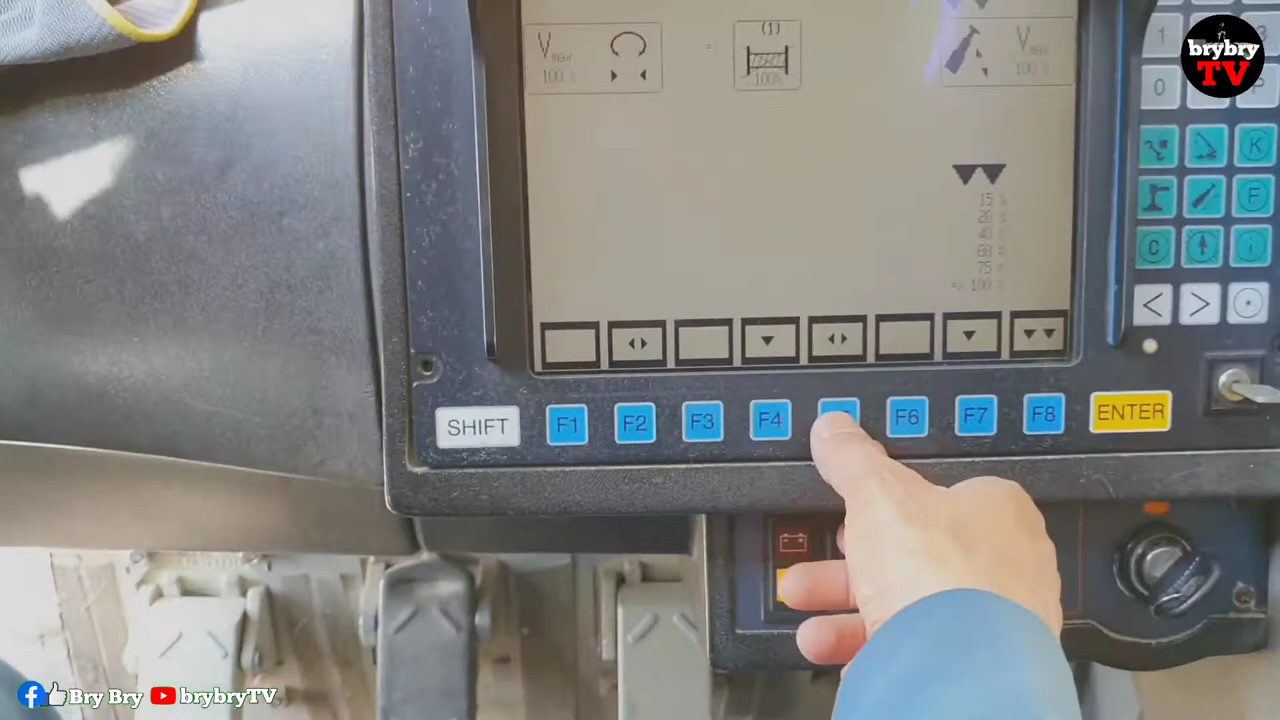 brybry
TV
1
0
V max
100 %
(1)
100%
V max
100 %
K
F
C
i
15 %
20 %
40 %
60 %
75 %
=> 100 %
< >
SHIFT F1 F2 F3 F4 F6 F7 F8 ENTER
Bry Bry brybryTV